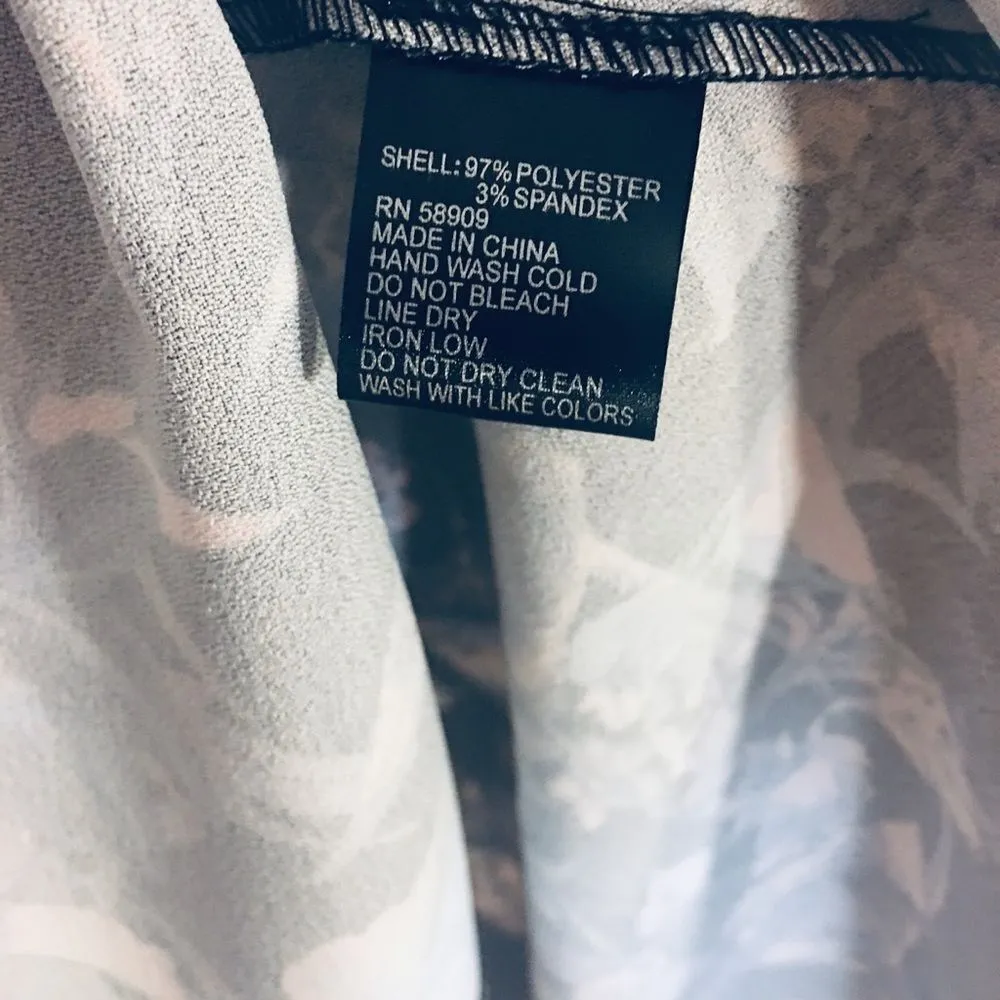 SHELL: 97% POLYESTER
3% SPANDEX
RN 58909
MADE IN CHINA
HAND WASH COLD
DO NOT BLEACH
LINE DRY
IRON LOW
DO NOT DRY CLEAN
WASH WITH LIKE COLORS